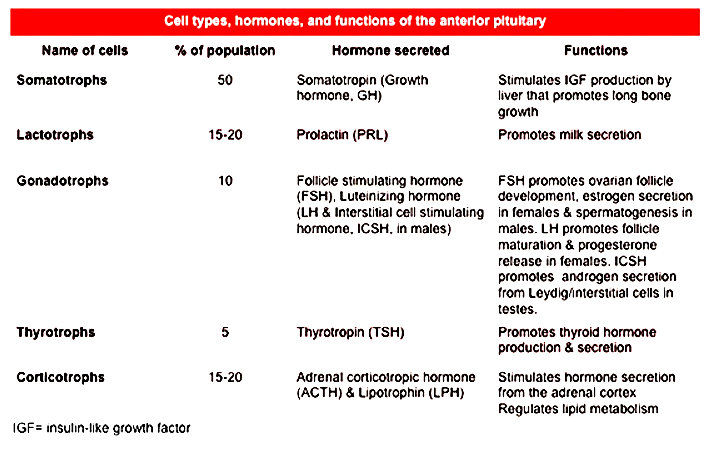 Cell types, hormones, and functions of the anterior pituitary
Name of cells % of population Hormone secreted Functions
Somatotrophs 50 Somatotropin (Growth Stimulates IGF production by
hormone, GH) liver that promotes long bone
growth
Lactotrophs 15-20 Prolactin (PRL) Promotes milk secretion
Gonadotrophs 10 Follicle stimulating hormone FSH promotes ovarian follicle
(FSH), Luteinizing hormone development, estrogen secretion
(LH & Interstitial cell stimulating in females & spermatogenesis in
hormone, ICSH, in males) males. LH promotes follicle
maturation & progesterone
release in females. ICSH
promotes androgen secretion
from Leydig/interstitial cells in
testes.
Thyrotrophs 5 Thyrotropin (TSH) Promotes thyroid hormone
production & secretion
Corticotrophs 15-20 Adrenal corticotropic hormone Stimulates hormone secretion
(ACTH) & Lipotrophin (LPH) from the adrenal cortex
Regulates lipid metabolism
IGF= insulin-like growth factor